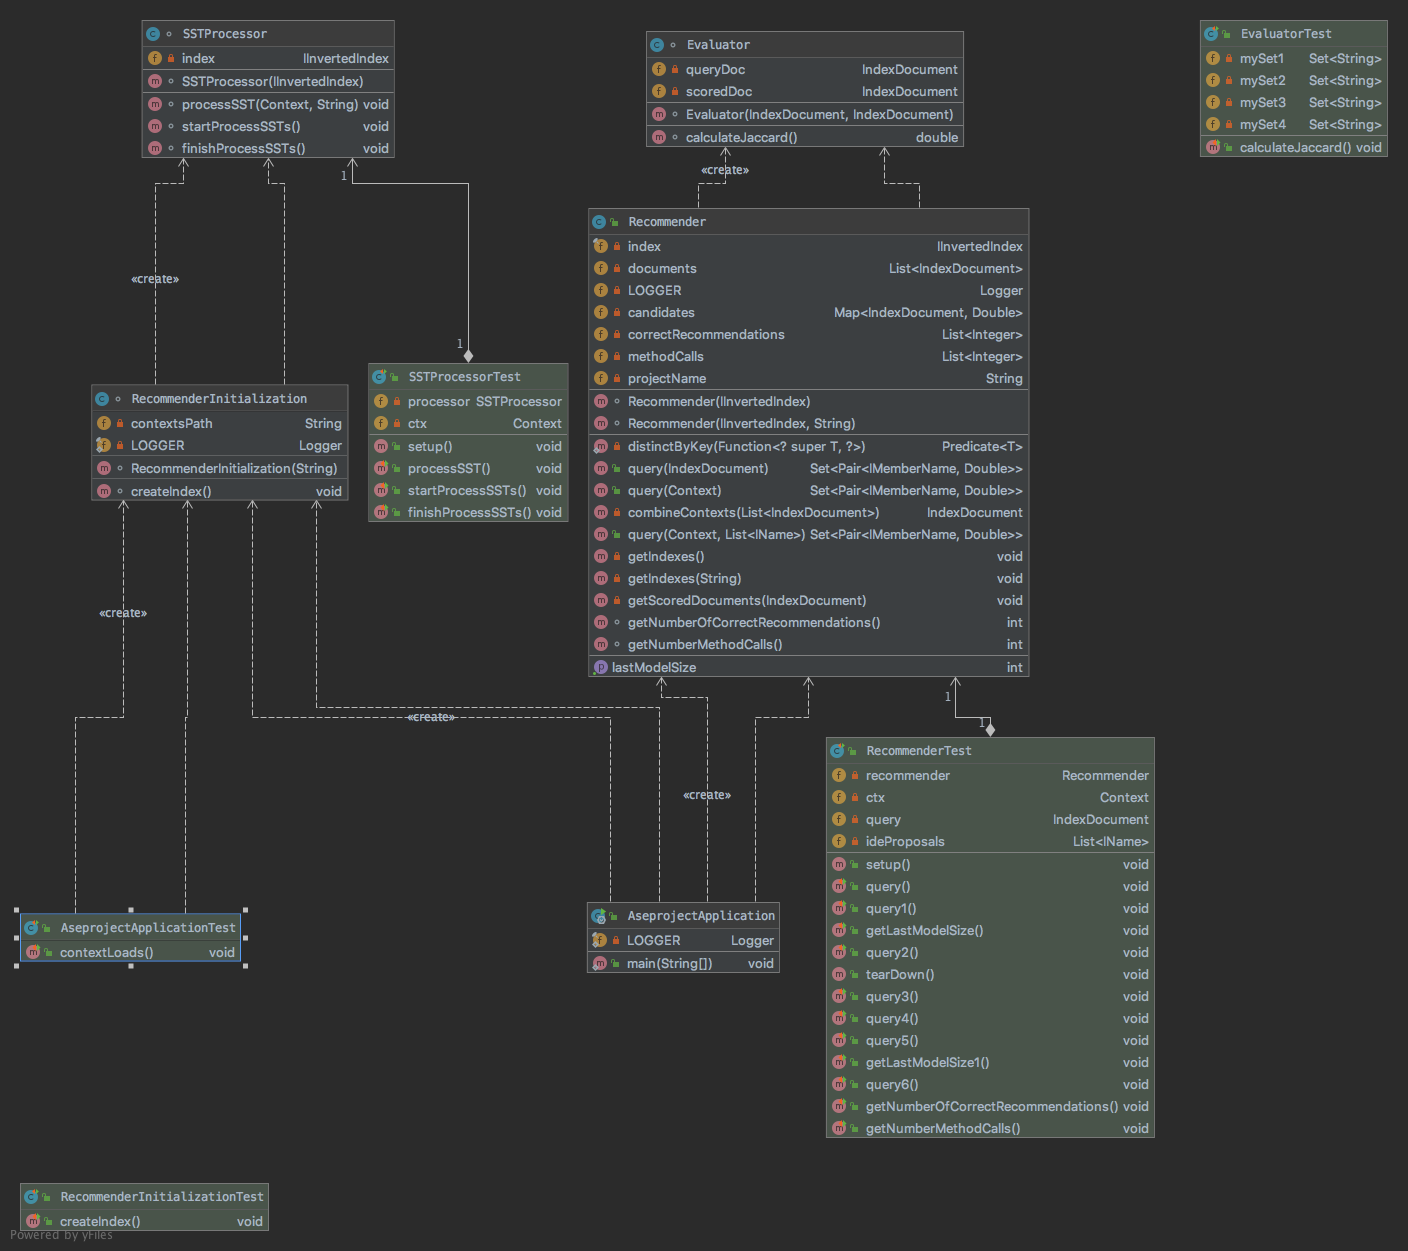 SSTProcessor
index IInvertedIndex
SSTProcessor(IInvertedIndex)
processSST(Context, String) void
startProcessSSTs() void
finishProcessSSTs() void
Evaluator
queryDoc IndexDocument
scoredDoc IndexDocument
Evaluator(IndexDocument, IndexDocument)
calculateJaccard() double
EvaluatorTest
mySet1 Set<String>
mySet2 Set<String>
mySet3 Set<String>
mySet4 Set<String>
calculateJaccard() void
«create»
1
«create»
1
Recommender
index IInvertedIndex
documents List<IndexDocument>
LOGGER Logger
candidates Map<IndexDocument, Double>
correctRecommendations List<Integer>
methodCalls List<Integer>
projectName String
Recommender(IInvertedIndex)
Recommender(IInvertedIndex, String)
distinctByKey(Function<? super T, ?>) Predicate<T>
query(IndexDocument) Set<Pair<IMemberName, Double>>
query(Context) Set<Pair<IMemberName, Double>>
combineContexts(List<IndexDocument>) IndexDocument
query(Context, List<IName>) Set<Pair<IMemberName, Double>>
getIndexes() void
getIndexes(String) void
getScoredDocuments(IndexDocument) void
getNumberOfCorrectRecommendations() int
getNumberMethodCalls() int
lastModelSize int
SSTProcessorTest
processor SSTProcessor
ctx Context
setup() void
processSST() void
startProcessSSTs() void
finishProcessSSTs() void
RecommenderInitialization
contextsPath String
LOGGER Logger
RecommenderInitialization(String)
createIndex() void
«create»
«create»
«create»
1
1
RecommenderTest
recommender Recommender
ctx Context
query IndexDocument
ideProposals List<IName>
setup() void
query() void
query1() void
getLastModelSize() void
query2() void
tearDown() void
query3() void
query4() void
query5() void
getLastModelSize1() void
query6() void
getNumberOfCorrectRecommendations() void
getNumberMethodCalls() void
AseprojectApplicationTest
contextLoads() void
AseprojectApplication
LOGGER Logger
main(String[]) void
RecommenderInitializationTest
createIndex() void
Powered by yFiles